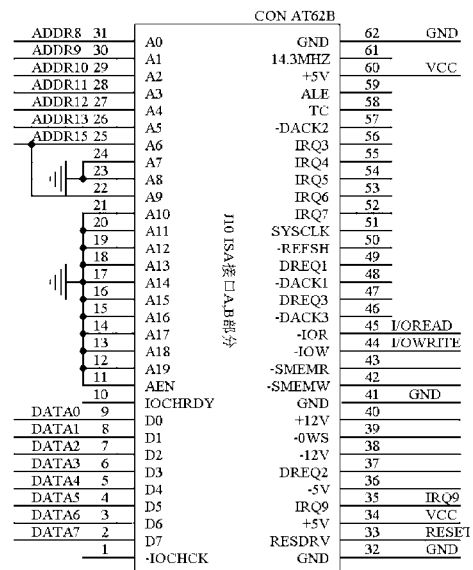 CON AT62B
ADDR8 31 A0 GND 62 GND
ADDR9 30 A1 14.3MHZ 61
ADDR10 29 A2 +5V 60 VCC
ADDR11 28 A3 ALE 59
ADDR12 27 A4 TC 58
ADDR13 26 A5 -DACK2 57
ADDR15 25 A6 IRQ3 56
24 A7 IRQ4 55
23 A8 IRQ5 54
22 A9 IRQ6 53
21 A10 IRQ7 52
20 A11 SYSCLK 51
19 A12 -REFSH 50
18 A13 DREQ1 49
17 A14 -DACK1 48
16 A15 DREQ3 47
15 A16 -DACK3 46
14 A17 -IOR 45 I/OREAD
13 A18 -IOW 44 I/OWRITE
12 A19 -SMEMR 43
11 AEN -SMEMW 42
10 IOCHRDY GND 41 GND
DATA0 9 D0 +12V 40
DATA1 8 D1 -0WS 39
DATA2 7 D2 -12V 38
DATA3 6 D3 DREQ2 37
DATA4 5 D4 -5V 36
DATA5 4 D5 IRQ9 35 IRQ9
DATA6 3 D6 +5V 34 VCC
DATA7 2 D7 RESDRV 33 RESET
1 -IOCHCK GND 32 GND
J10 ISA接口A,B部分